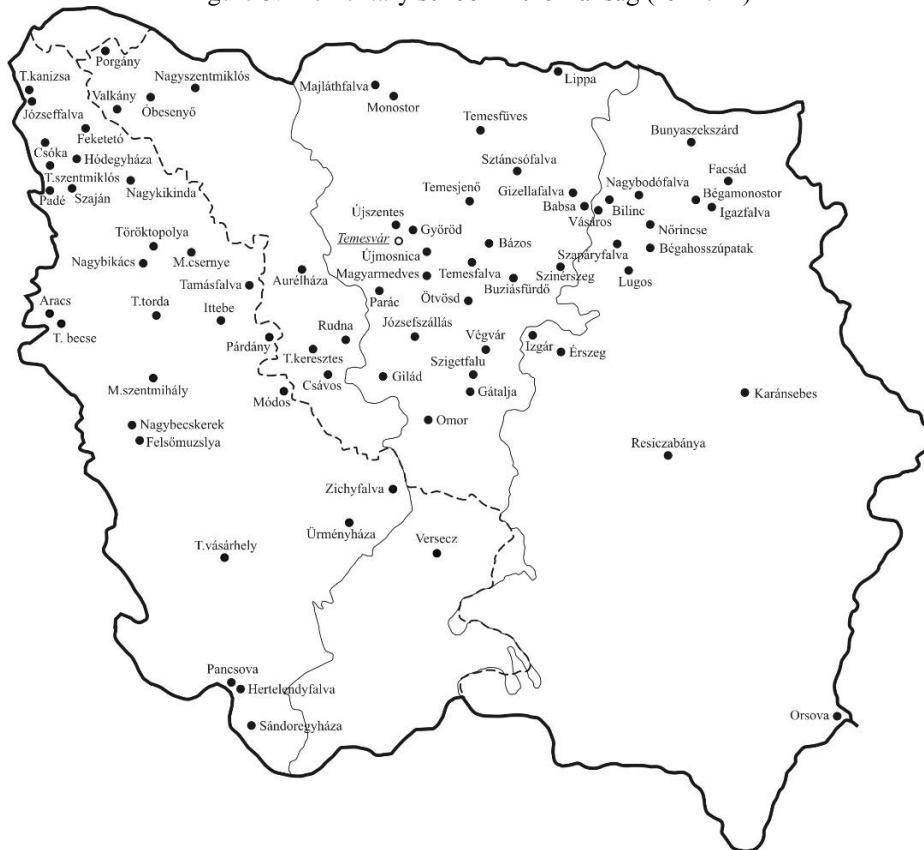 Porgány
T.kanizsa
Nagyszentmiklós
Majláthfalva
Lippa
Valkány
Józseffalva
Óbesenyő
Monostor
Temesfüves
Feketetó
Bunyaszekszárd
Csóka
Hódegyháza
Sztáncsófalva
Facsád
T.szentmiklós
Temesjenő
Gizellafalva
Nagybodófalva
Bégamonostor
Padé
Szaján
Nagykikinda
Babsa
Bilinc
Igazfalva
Újszentes
Vásáros
Győröd
Nőrincse
Töröktopolya
Temesvár
Bázos
Szapáryfalva
Bégahosszúpatak
M.csernye
Újmosnica
Nagybikács
Aurélháza
Magyarmedves
Temesfalva
Szinérszeg
Tamásfalva
Buziásfürdő
Lugos
Aracs
T.torda
Ittebe
Parác
Ötvösd
T. becse
Rudna
Józsefszállás
Végvár
Párdány
Izgár
Érszeg
T.keresztes
Szigetfalu
M.szentmihály
Csávos
Gilád
Módos
Gátalja
Karánsebes
Nagybecskerek
Omor
Felsőmuzslya
Resiczabánya
Zichyfalva
Ürményháza
Versecz
T.vásárhely
Pancsova
Hertelendyfalva
Sándoregyháza
Orsova